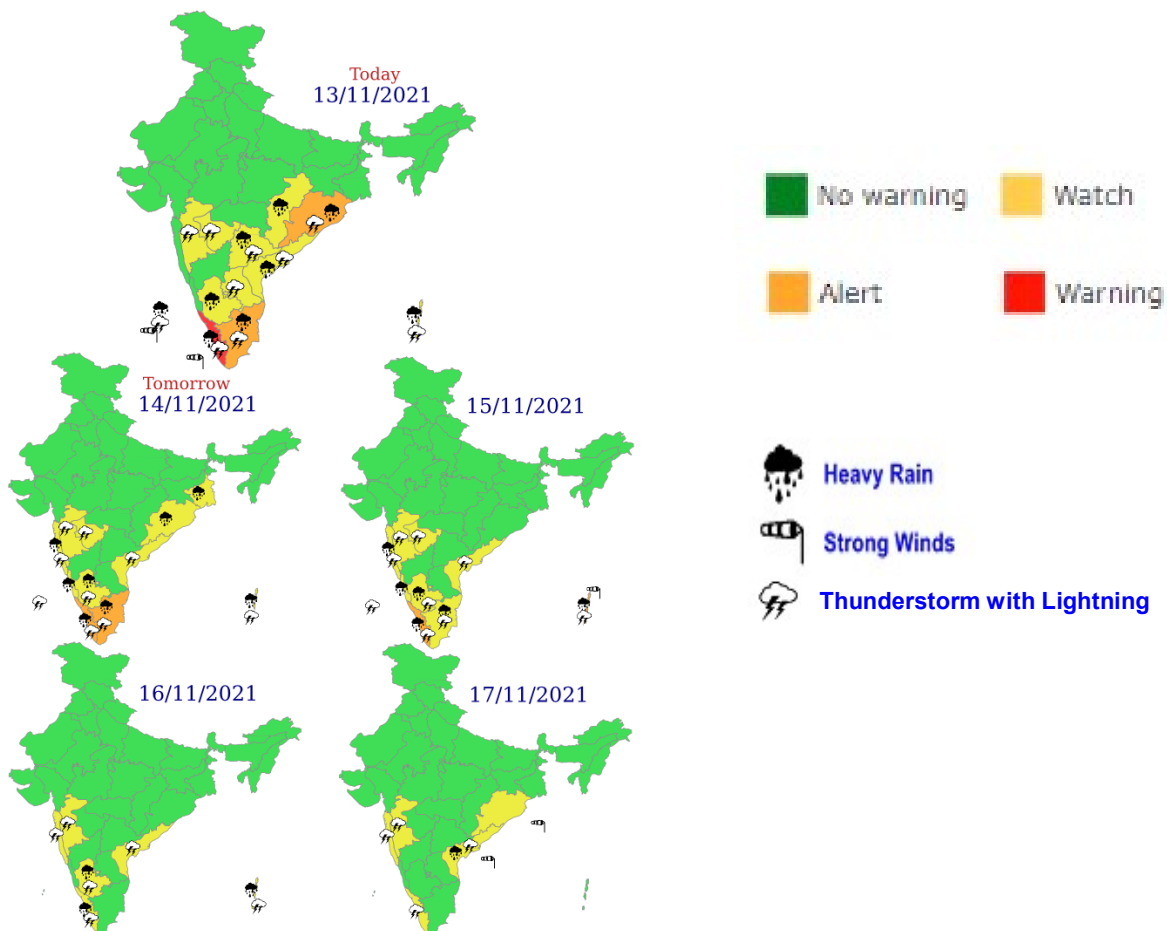 Today
13/11/2021
No warning
Watch
Alert
Warning
Tomorrow
14/11/2021
15/11/2021
Heavy Rain
Strong Winds
Thunderstorm with Lightning
16/11/2021
17/11/2021